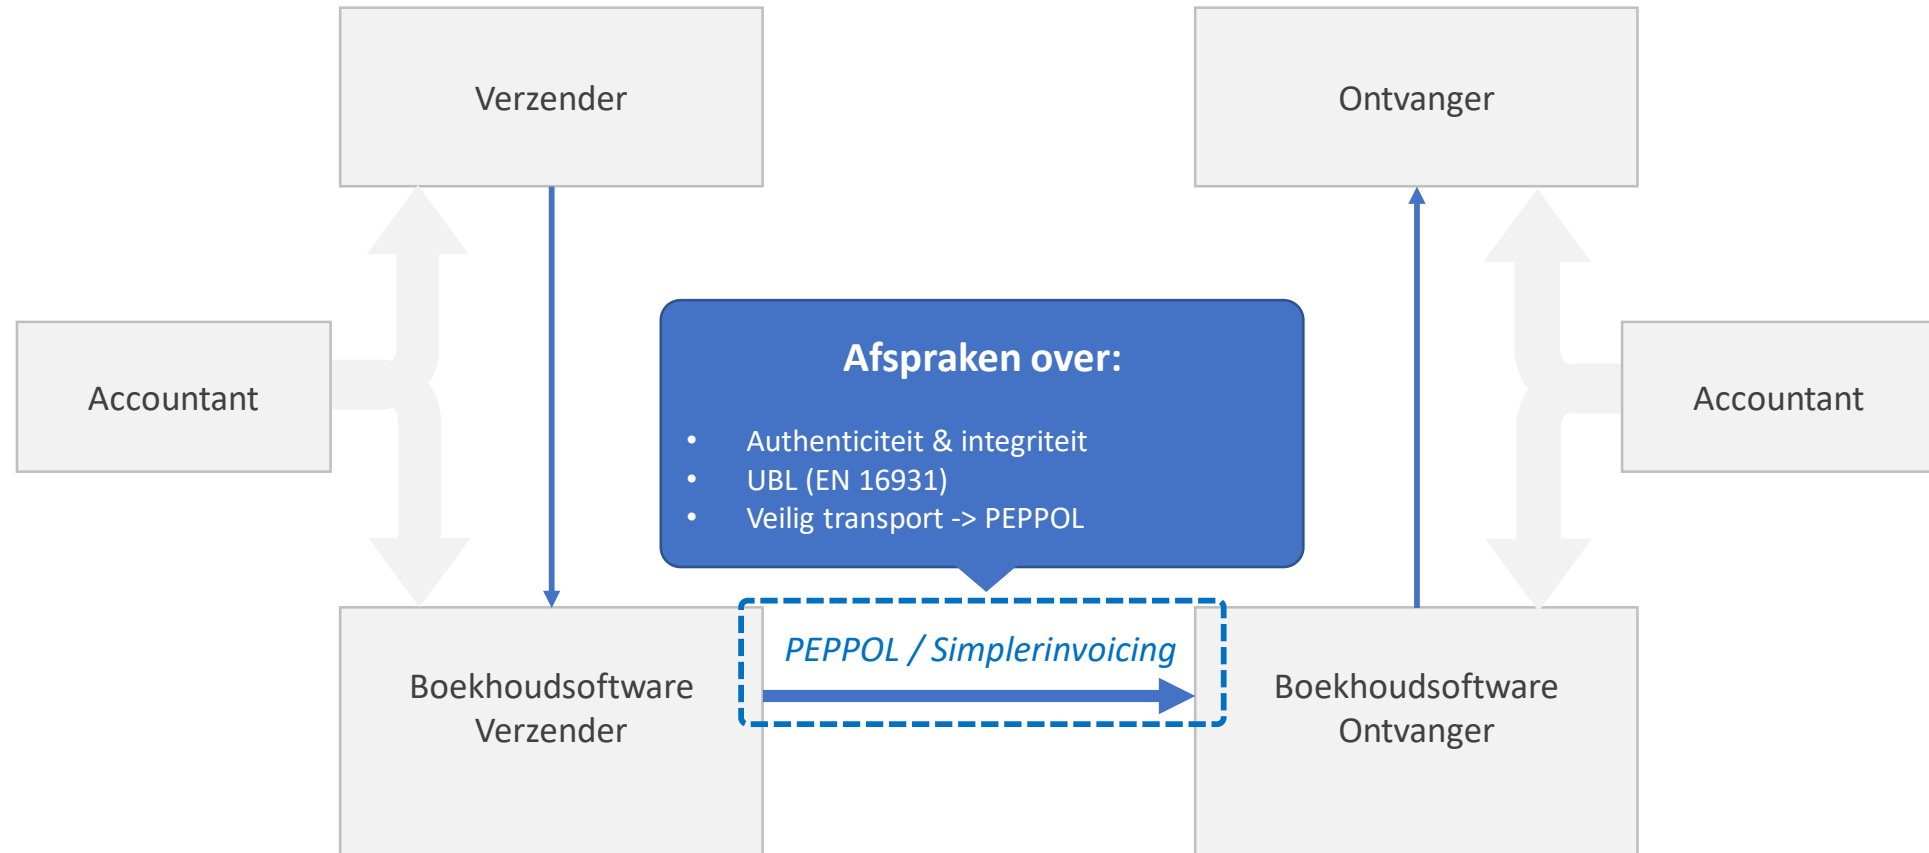 Verzender
Ontvanger
Accountant
Afspraken over:
• Authenticiteit & integriteit
• UBL (EN 16931)
• Veilig transport -> PEPPOL
Accountant
PEPPOL / Simplerinvoicing
Boekhoudsoftware
Verzender
Boekhoudsoftware
Ontvanger